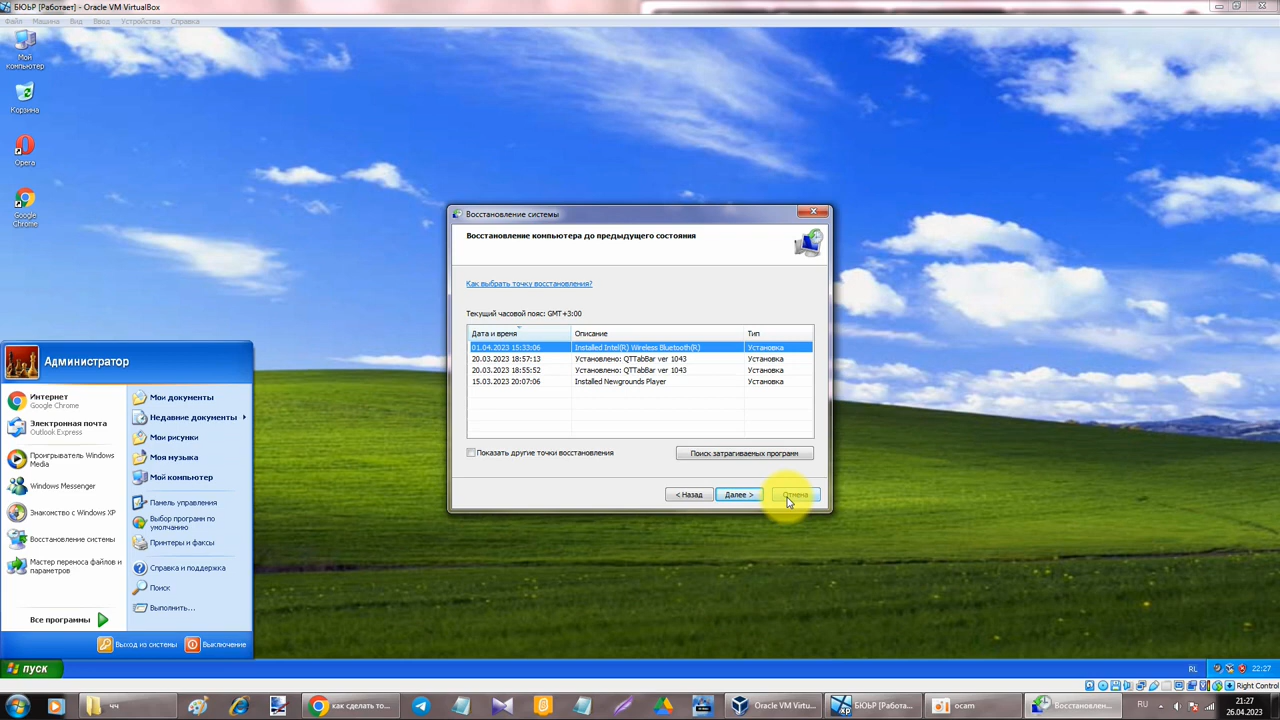 БІОЬР [Работает] - Oracle VM VirtualBox
Файл Машина Вид Ввод Устройства Справка
Мой
компьютер
Корзина
Opera
Google
Chrome
Восстановление системы
Восстановление компьютера до предыдущего состояния
Как выбрать точку восстановления?
Текущий часовой пояс: GMT+3:00
Дата и время Описание Тип
01.04.2023 15:33:06 Installed Intel(R) Wireless Bluetooth(R) Установка
20.03.2023 18:57:13 Установлено: QTTabBar ver 1043 Установка
20.03.2023 18:55:52 Установлено: QTTabBar ver 1043 Установка
15.03.2023 20:07:06 Installed Newgrounds Player Установка
Показать другие точки восстановления Поиск затрагиваемых программ
< Назад Далее > Отмена
Администратор
Интернет
Google Chrome
Электронная почта
Outlook Express
Проигрыватель Windows
Media
Windows Messenger
Знакомство с Windows XP
Восстановление системы
Мастер переноса файлов и
параметров
Все программы
Мои документы
Недавние документы
Мои рисунки
Моя музыка
Мой компьютер
Панель управления
Выбор программ по
умолчанию
Принтеры и факсы
Справка и поддержка
Поиск
Выполнить...
Выход из системы Выключение
пуск RL 22:27
Right Control
чч как сделать то... Oracle VM Virtu... БІОЬР [Работа... ocam Восстановлен... RU 21:27
26.04.2023